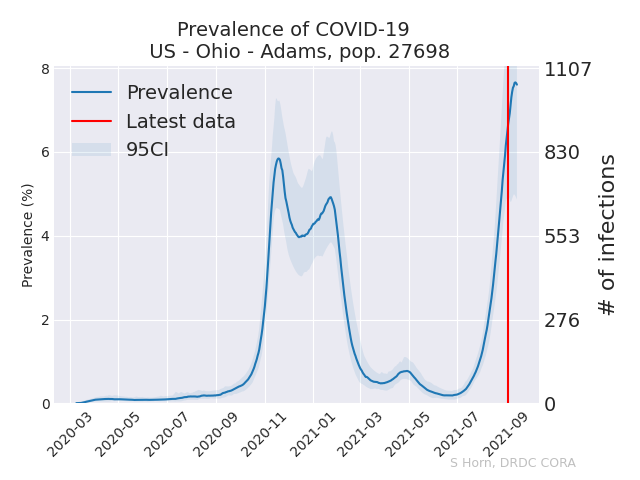 Prevalence of COVID-19
US - Ohio - Adams, pop. 27698
Prevalence
Latest data
95CI
Prevalence (%)
8
6
4
2
0
1107
830
553
276
0
# of infections
2020-03
2020-05
2020-07
2020-09
2020-11
2021-01
2021-03
2021-05
2021-07
2021-09
S Horn, DRDC CORA